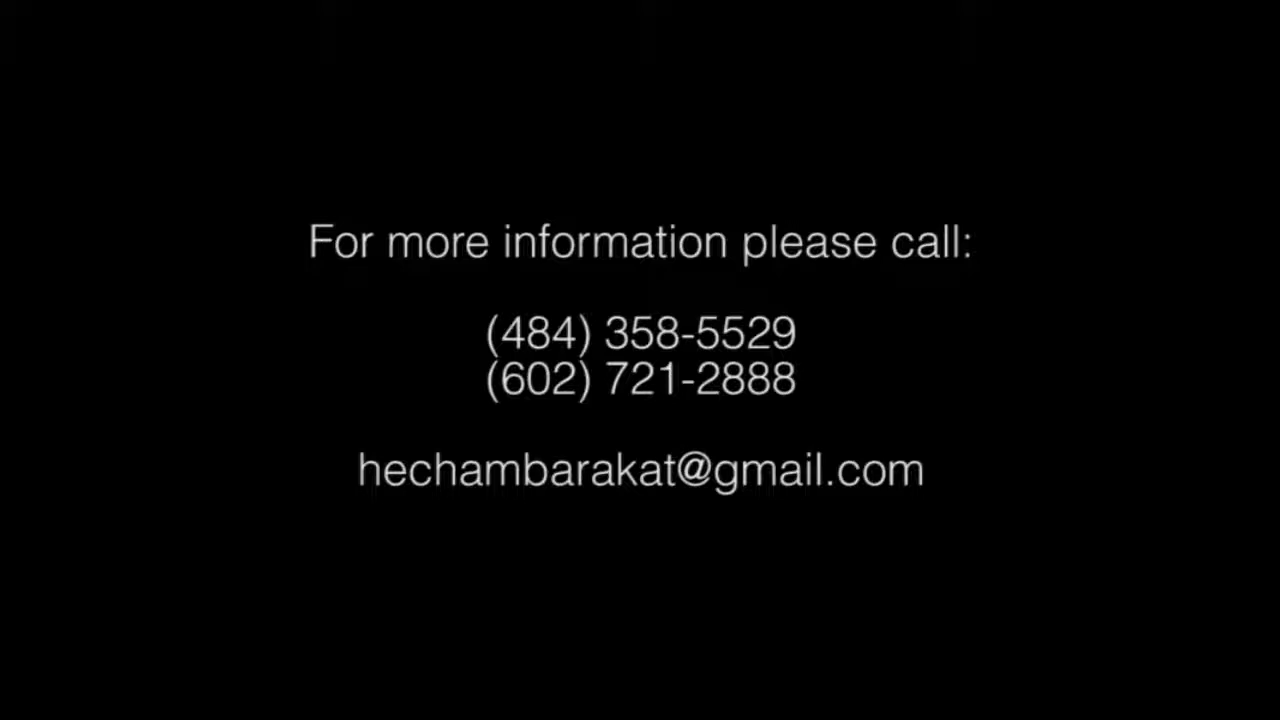 For more information please call:
(484) 358-5529
(602) 721-2888
hechambarakat@gmail.com